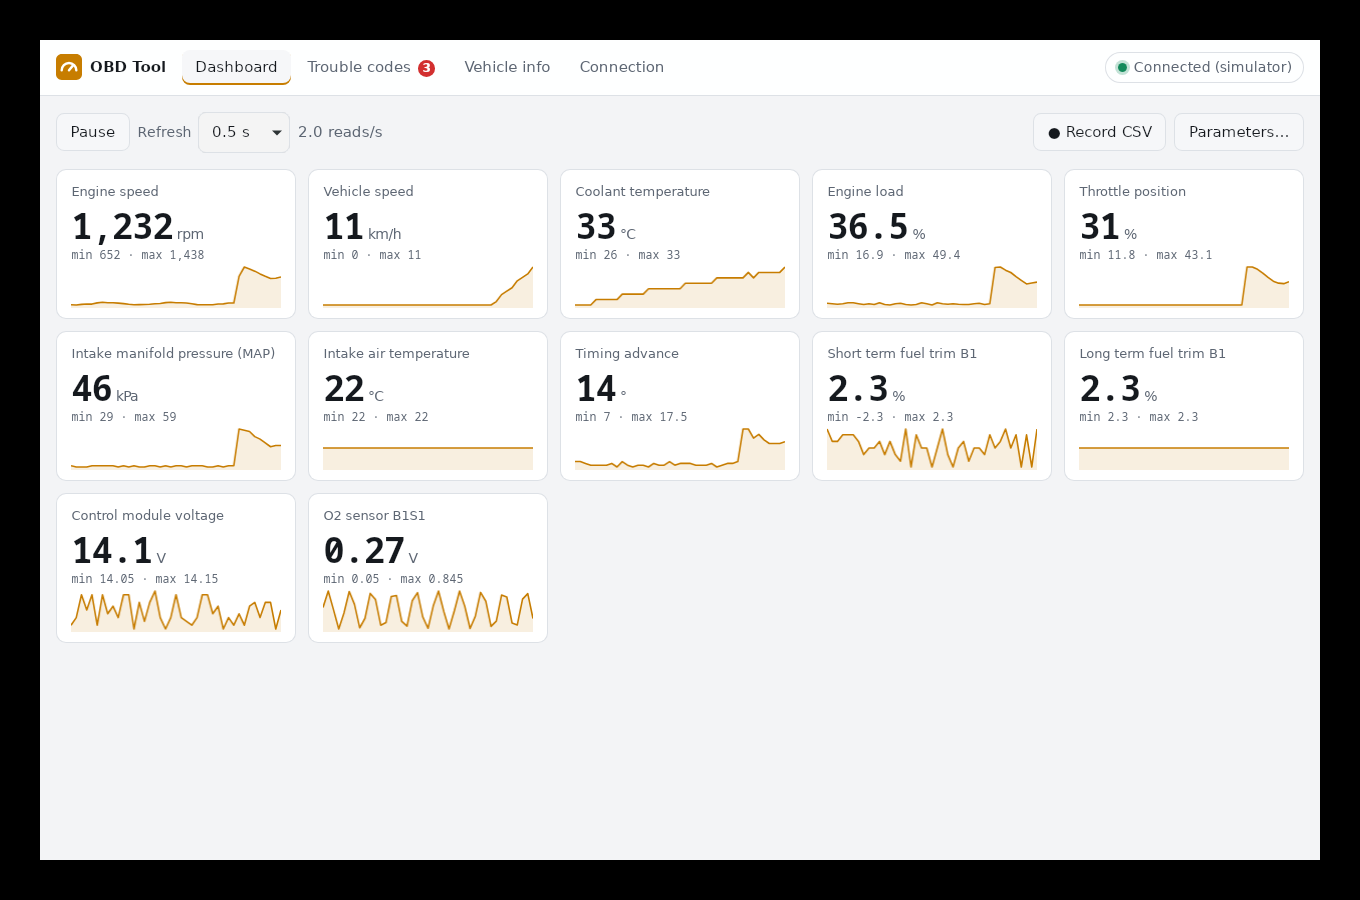 OBD Tool Dashboard Trouble codes 3 Vehicle info Connection Connected (simulator)
Pause Refresh 0.5 s 2.0 reads/s ● Record CSV Parameters...
Engine speed
1,232 rpm
min 652 · max 1,438
Vehicle speed
11 km/h
min 0 · max 11
Coolant temperature
33 °C
min 26 · max 33
Engine load
36.5 %
min 16.9 · max 49.4
Throttle position
31 %
min 11.8 · max 43.1
Intake manifold pressure (MAP)
46 kPa
min 29 · max 59
Intake air temperature
22 °C
min 22 · max 22
Timing advance
14 °
min 7 · max 17.5
Short term fuel trim B1
2.3 %
min -2.3 · max 2.3
Long term fuel trim B1
2.3 %
min 2.3 · max 2.3
Control module voltage
14.1 V
min 14.05 · max 14.15
O2 sensor B1S1
0.27 V
min 0.05 · max 0.845